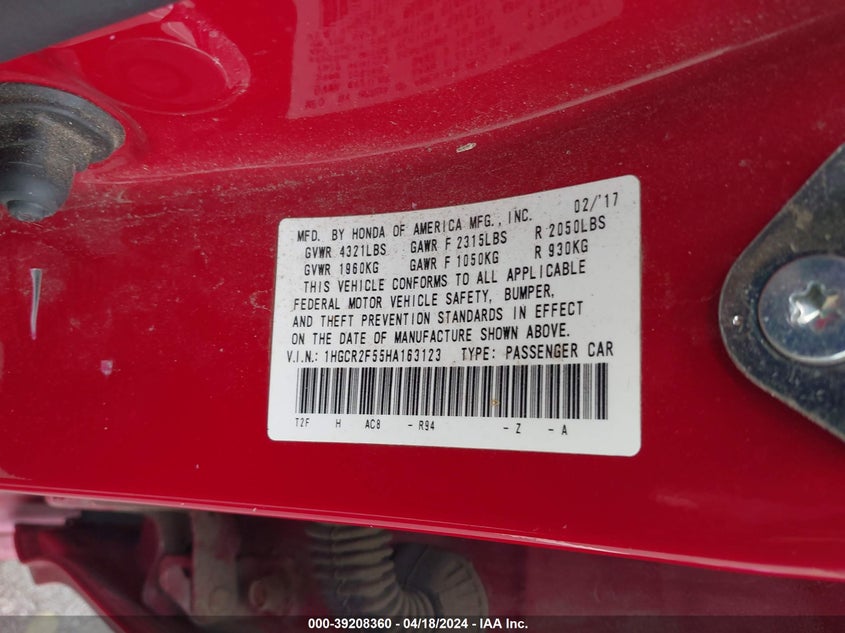 MFD. BY HONDA OF AMERICA MFG., INC. 02/'17
GVWR 4321LBS GAWR F 2315LBS R 2050LBS
GVWR 1960KG GAWR F 1050KG R 930KG
THIS VEHICLE CONFORMS TO ALL APPLICABLE
FEDERAL MOTOR VEHICLE SAFETY, BUMPER,
AND THEFT PREVENTION STANDARDS IN EFFECT
ON THE DATE OF MANUFACTURE SHOWN ABOVE.
V.I.N.: 1HGCR2F55HA163123 TYPE: PASSENGER CAR
T2F H AC8 - R94 - Z - A
000-39208360 / 04/18/2024 - IAA Inc.